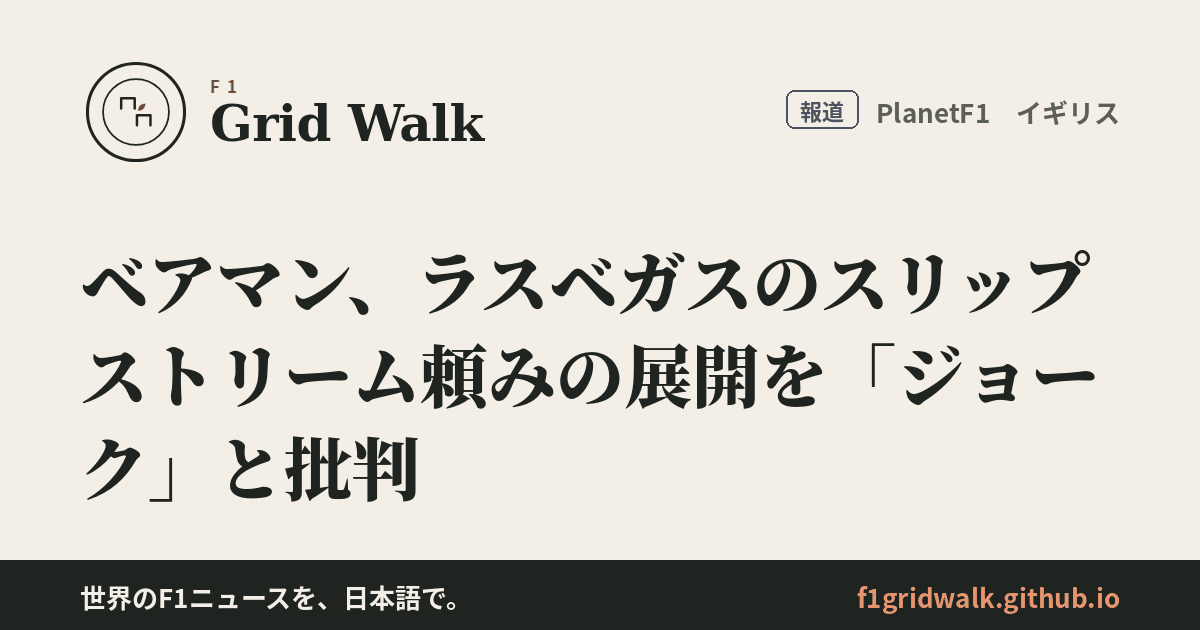 F1
Grid Walk
報道 PlanetF1 イギリス
ベアマン、ラスベガスのスリップ
ストリーム頼みの展開を「ジョー
ク」と批判
世界のF1ニュースを、日本語で。
f1gridwalk.github.io